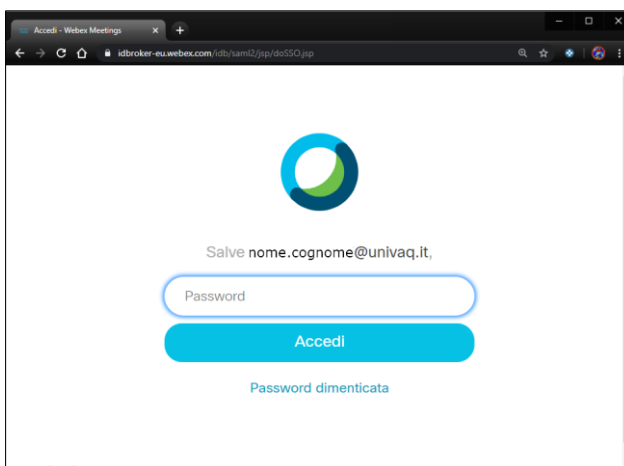 Accedi - Webex Meetings
idbroker-eu.webex.com/idb/saml2/jsp/doSSO.jsp
Salve nome.cognome@univaq.it,
Password
Accedi
Password dimenticata